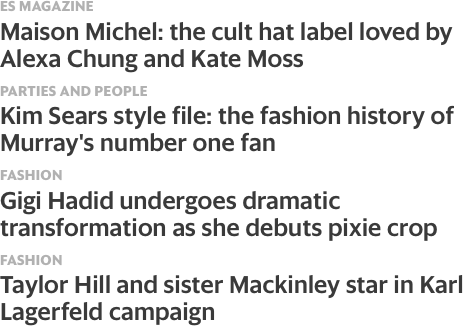 ES MAGAZINE
Maison Michel: the cult hat label loved by
Alexa Chung and Kate Moss
PARTIES AND PEOPLE
Kim Sears style file: the fashion history of
Murray's number one fan
FASHION
Gigi Hadid undergoes dramatic
transformation as she debuts pixie crop
FASHION
Taylor Hill and sister Mackinley star in Karl
Lagerfeld campaign